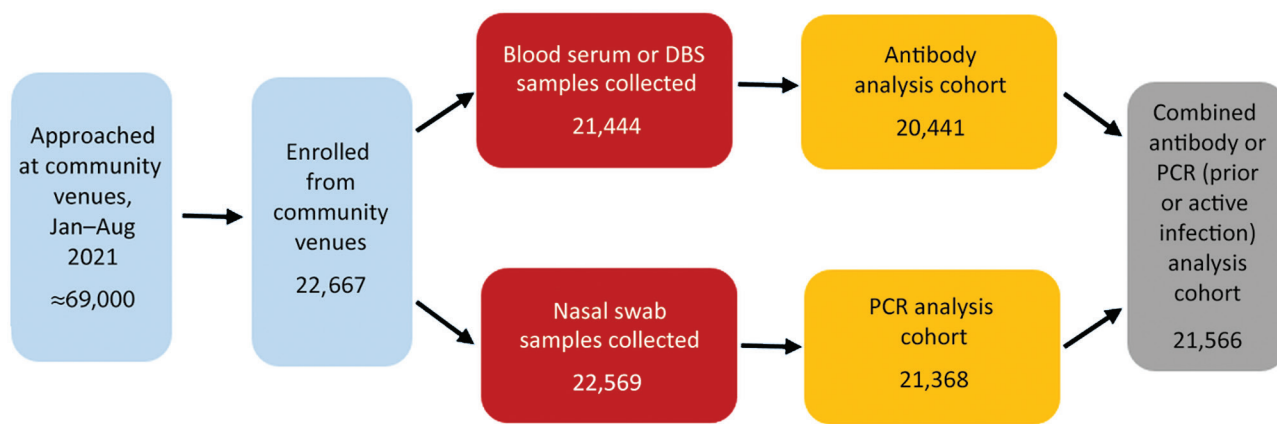 Approached
at community
venues,
Jan–Aug
2021
≈69,000
Enrolled
from
community
venues
22,667
Blood serum or DBS
samples collected
21,444
Antibody
analysis cohort
20,441
Nasal swab
samples collected
22,569
PCR analysis
cohort
21,368
Combined
antibody or
PCR (prior
or active
infection)
analysis
cohort
21,566